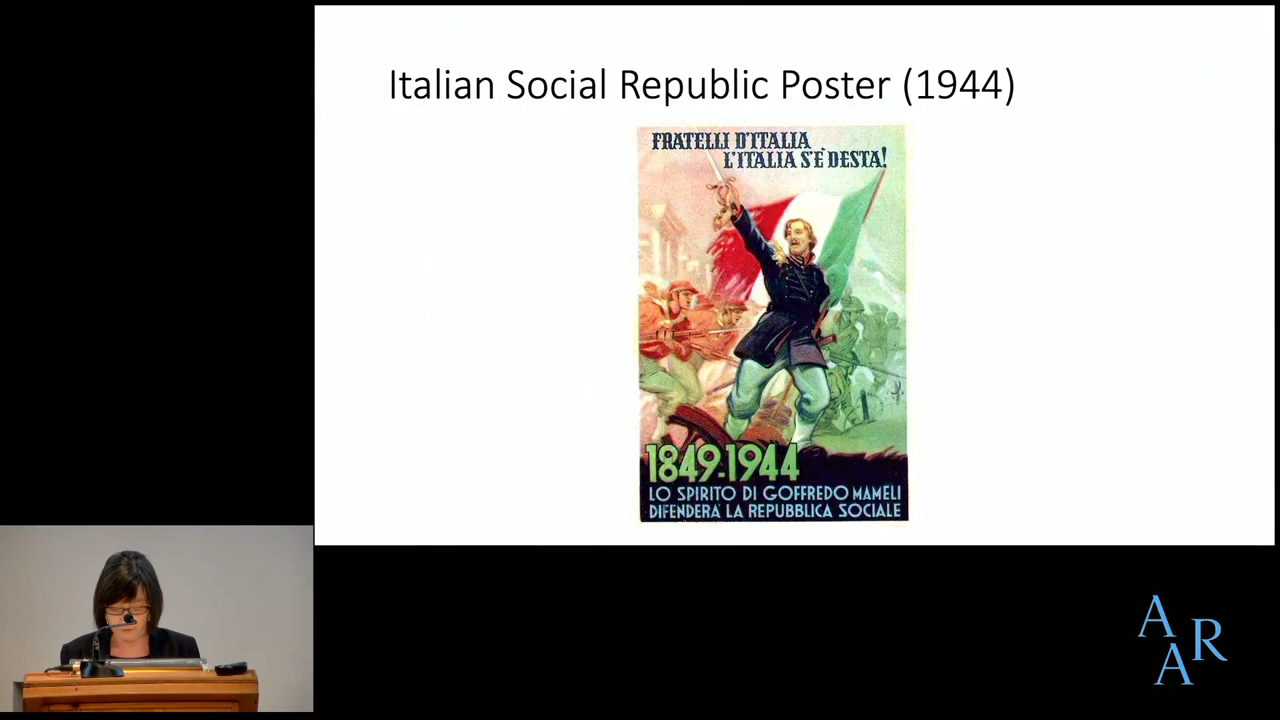 Italian Social Republic Poster (1944)
FRATELLI D'ITALIA
L'ITALIA S'È DESTA!
1849-1944
LO SPIRITO DI GOFFREDO MAMELI
DIFENDERÀ LA REPUBBLICA SOCIALE
A
A R